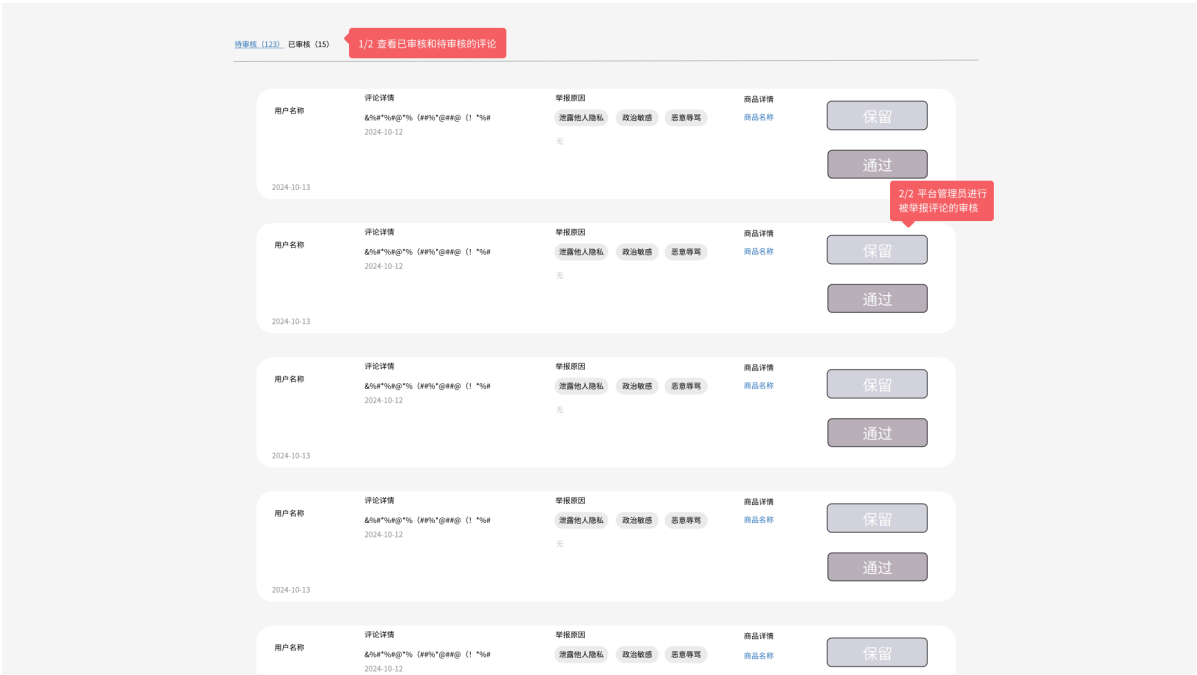 待审核（123） 已审核（15）
1/2 查看已审核和待审核的评论
用户名称
评论详情
&%#*%#@*%（##%*@##@（！*%#
2024-10-12
举报原因
泄露他人隐私 政治敏感 恶意辱骂
无
商品详情
商品名称
保留
通过
2024-10-13
2/2 平台管理员进行
被举报评论的审核
用户名称
评论详情
&%#*%#@*%（##%*@##@（！*%#
2024-10-12
举报原因
泄露他人隐私 政治敏感 恶意辱骂
无
商品详情
商品名称
保留
通过
2024-10-13
用户名称
评论详情
&%#*%#@*%（##%*@##@（！*%#
2024-10-12
举报原因
泄露他人隐私 政治敏感 恶意辱骂
无
商品详情
商品名称
保留
通过
2024-10-13
用户名称
评论详情
&%#*%#@*%（##%*@##@（！*%#
2024-10-12
举报原因
泄露他人隐私 政治敏感 恶意辱骂
无
商品详情
商品名称
保留
通过
2024-10-13
用户名称
评论详情
&%#*%#@*%（##%*@##@（！*%#
2024-10-12
举报原因
泄露他人隐私 政治敏感 恶意辱骂
商品详情
商品名称
保留